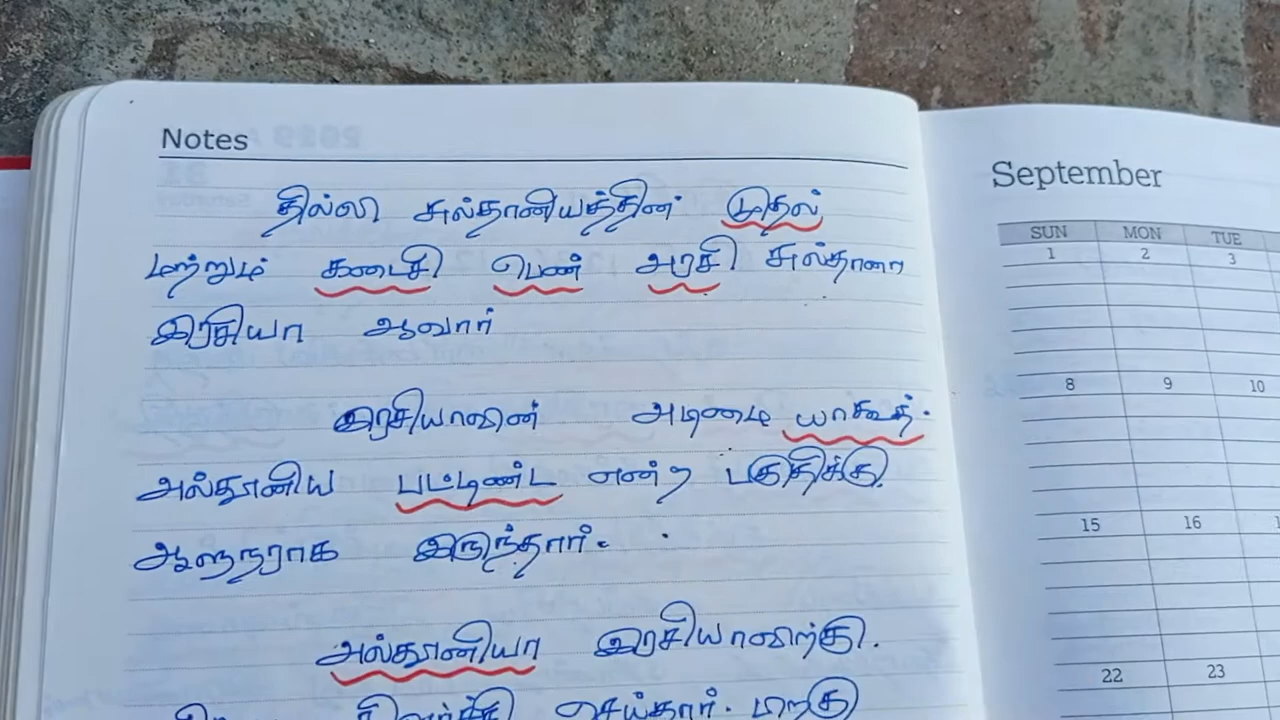 Notes
தில்லி சுல்தானியத்தின் முதல்
மற்றும் கடைசி பெண் அரசி சுல்தானா
இரசியா ஆவார்
இரசியாவின் அடிமை யாகூத்.
அல்தூனிய பட்டிண்ட என்ற பகுதிக்கு
ஆளுநராக இருந்தார்.
அல்தூனியா இரசியாவிற்கு.
செய்தார்.
September
SUN MON TUE
1 2 3
8 9 10
15 16
22 23